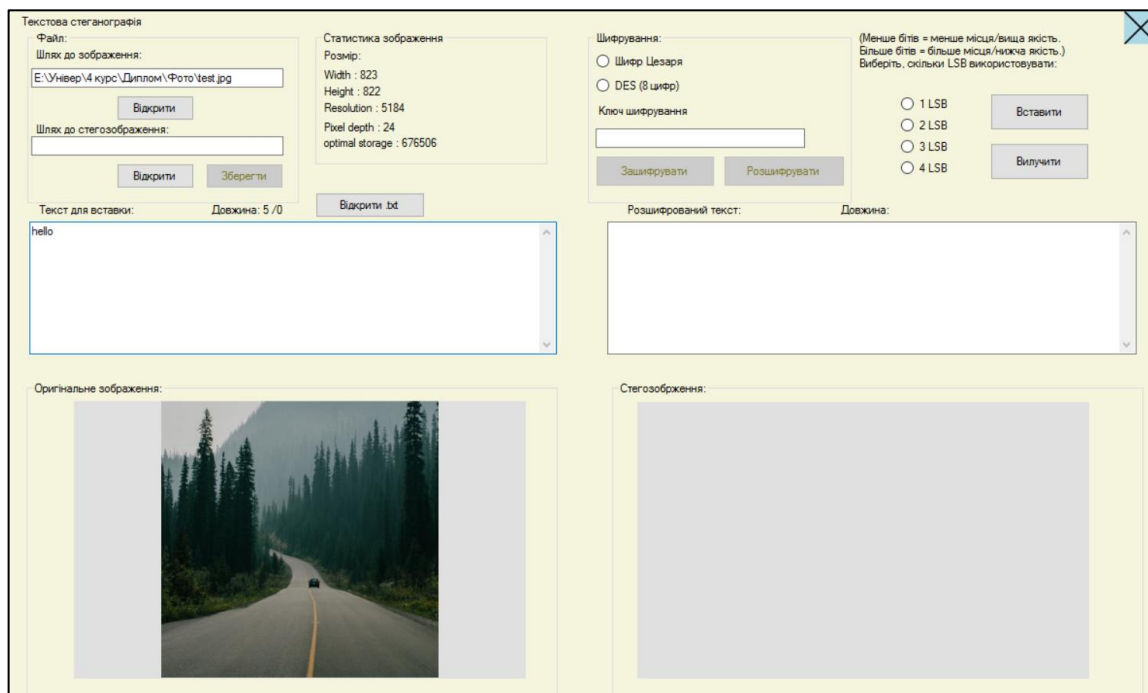 Текстова стеганографія
Файл:
Шлях до зображення:
E:\Універ\4 курс\Диплом\Фото\test.jpg
Відкрити
Шлях до стегозображення:
Відкрити
Зберегти
Статистика зображення
Розмір:
Width : 823
Height : 822
Resolution : 5184
Pixel depth : 24
optimal storage : 676506
Шифрування:
Шифр Цезаря
DES (8 цифр)
Ключ шифрування
Зашифрувати
Розшифрувати
(Менше бітів = менше місця/вища якість.
Більше бітів = більше місця/нижча якість.)
Виберіть, скільки LSB використовувати:
1 LSB
2 LSB
3 LSB
4 LSB
Вставити
Вилучити
Текст для вставки:
Довжина: 5 /0
Відкрити .txt
hello
Розшифрований текст:
Довжина:
Оригінальне зображення:
Стегозобрження: